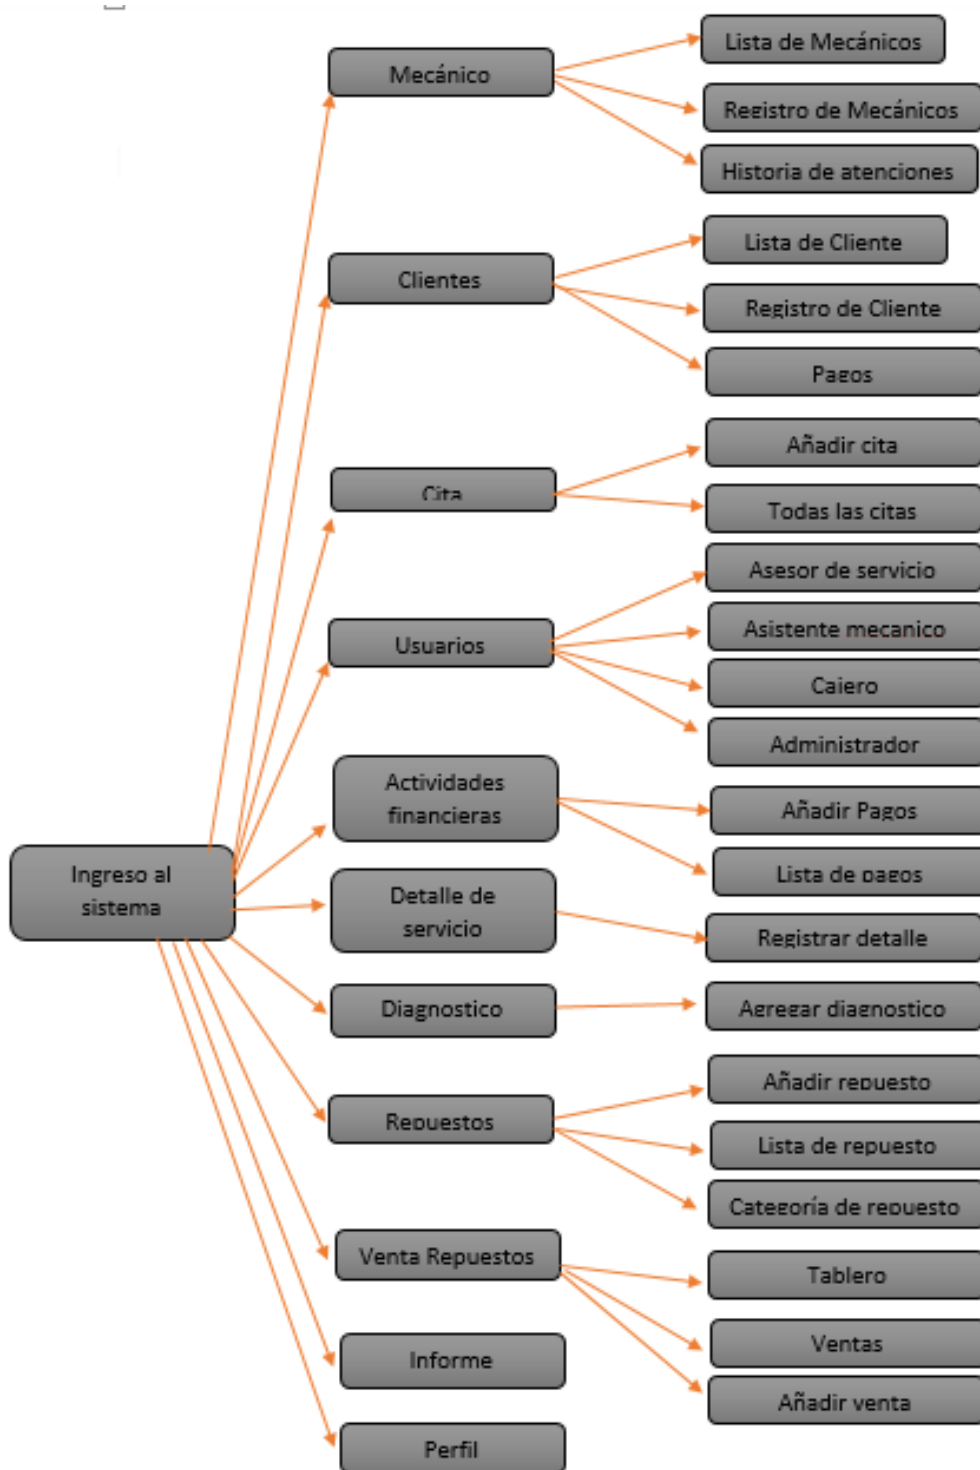 Mecánico
Lista de Mecánicos
Registro de Mecánicos
Historia de atenciones
Clientes
Lista de Cliente
Registro de Cliente
Pagos
Cita
Añadir cita
Todas las citas
Usuarios
Asesor de servicio
Asistente mecanico
Cajero
Administrador
Actividades
financieras
Añadir Pagos
Lista de pagos
Ingreso al
sistema
Detalle de
servicio
Registrar detalle
Diagnostico
Agregar diagnostico
Repuestos
Añadir repuesto
Lista de repuesto
Categoría de repuesto
Venta Repuestos
Tablero
Ventas
Añadir venta
Informe
Perfil